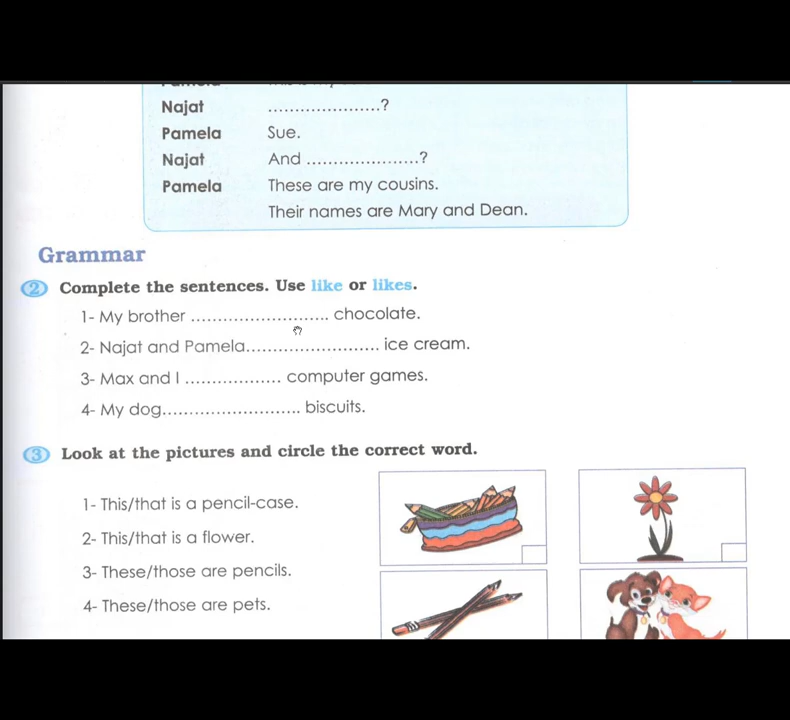 Najat ......................?
Pamela Sue.
Najat And ......................?
Pamela These are my cousins.
Their names are Mary and Dean.
Grammar
2 Complete the sentences. Use like or likes.
1- My brother ........................... chocolate.
2- Najat and Pamela.......................... ice cream.
3- Max and I ................... computer games.
4- My dog........................... biscuits.
3 Look at the pictures and circle the correct word.
1- This/that is a pencil-case.
2- This/that is a flower.
3- These/those are pencils.
4- These/those are pets.